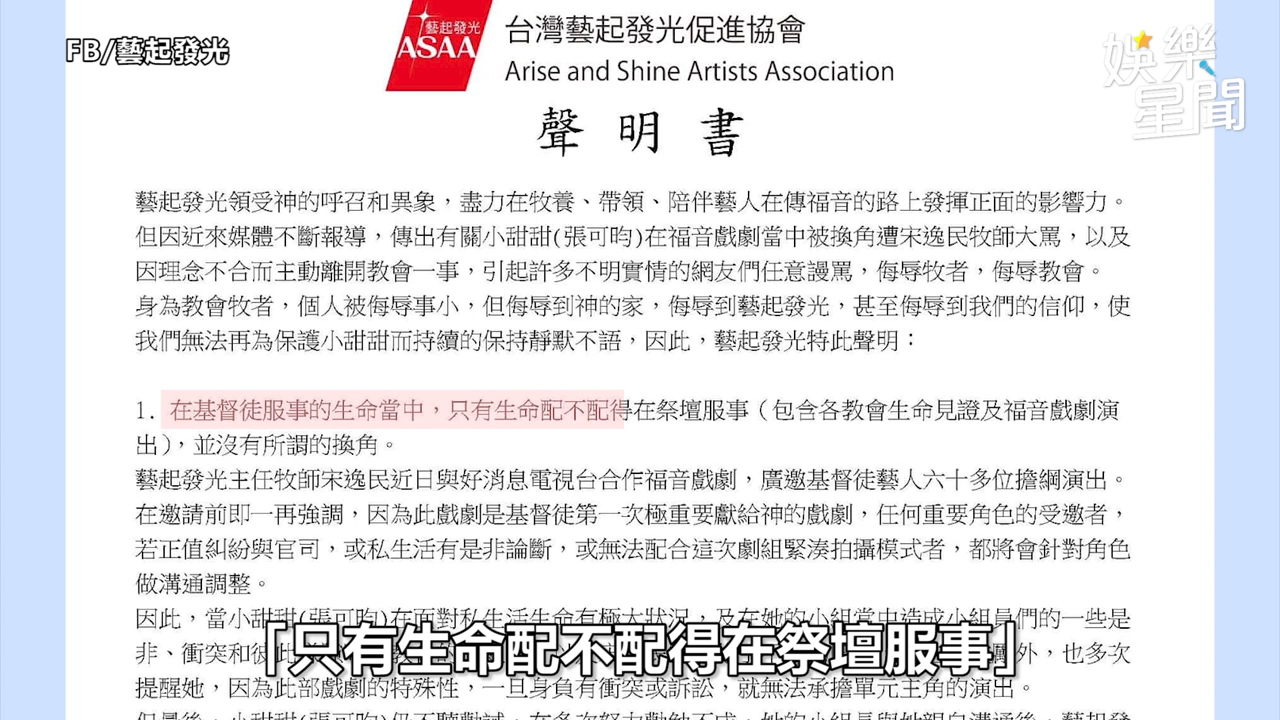 FB/藝起發光
藝起發光
ASAA
台灣藝起發光促進協會
Arise and Shine Artists Association
娛樂
星聞
聲明書
藝起發光領受神的呼召和異象，盡力在牧養、帶領、陪伴藝人在傳福音的路上發揮正面的影響力。
但因近來媒體不斷報導，傳出有關小甜甜(張可昀)在福音戲劇當中被換角遭宋逸民牧師大罵，以及
因理念不合而主動離開教會一事，引起許多不明實情的網友們任意謾罵，侮辱牧者，侮辱教會。
身為教會牧者，個人被侮辱事小，但侮辱到神的家，侮辱到藝起發光，甚至侮辱到我們的信仰，使
我們無法再為保護小甜甜而持續的保持靜默不語，因此，藝起發光特此聲明：
1. 在基督徒服事的生命當中，只有生命配不配得在祭壇服事（包含各教會生命見證及福音戲劇演
出），並沒有所謂的換角。
藝起發光主任牧師宋逸民近日與好消息電視台合作福音戲劇，廣邀基督徒藝人六十多位擔綱演出。
在邀請前即一再強調，因為此戲劇是基督徒第一次極重要獻給神的戲劇，任何重要角色的受邀者，
若正值糾紛與官司，或私生活有是非論斷，或無法配合這次劇組緊湊拍攝模式者，都將會針對角色
做溝通調整。
因此，當小甜甜(張可昀)在面對私生活生命有極大狀況，及在她的小組當中造成小組員們的一些是
非、衝突和彼此
外，也多次
「只有生命配不配得在祭壇服事」
提醒她，因為此部戲劇的特殊性，一旦身負有衝突或訴訟，就無法承擔單元主角的演出。